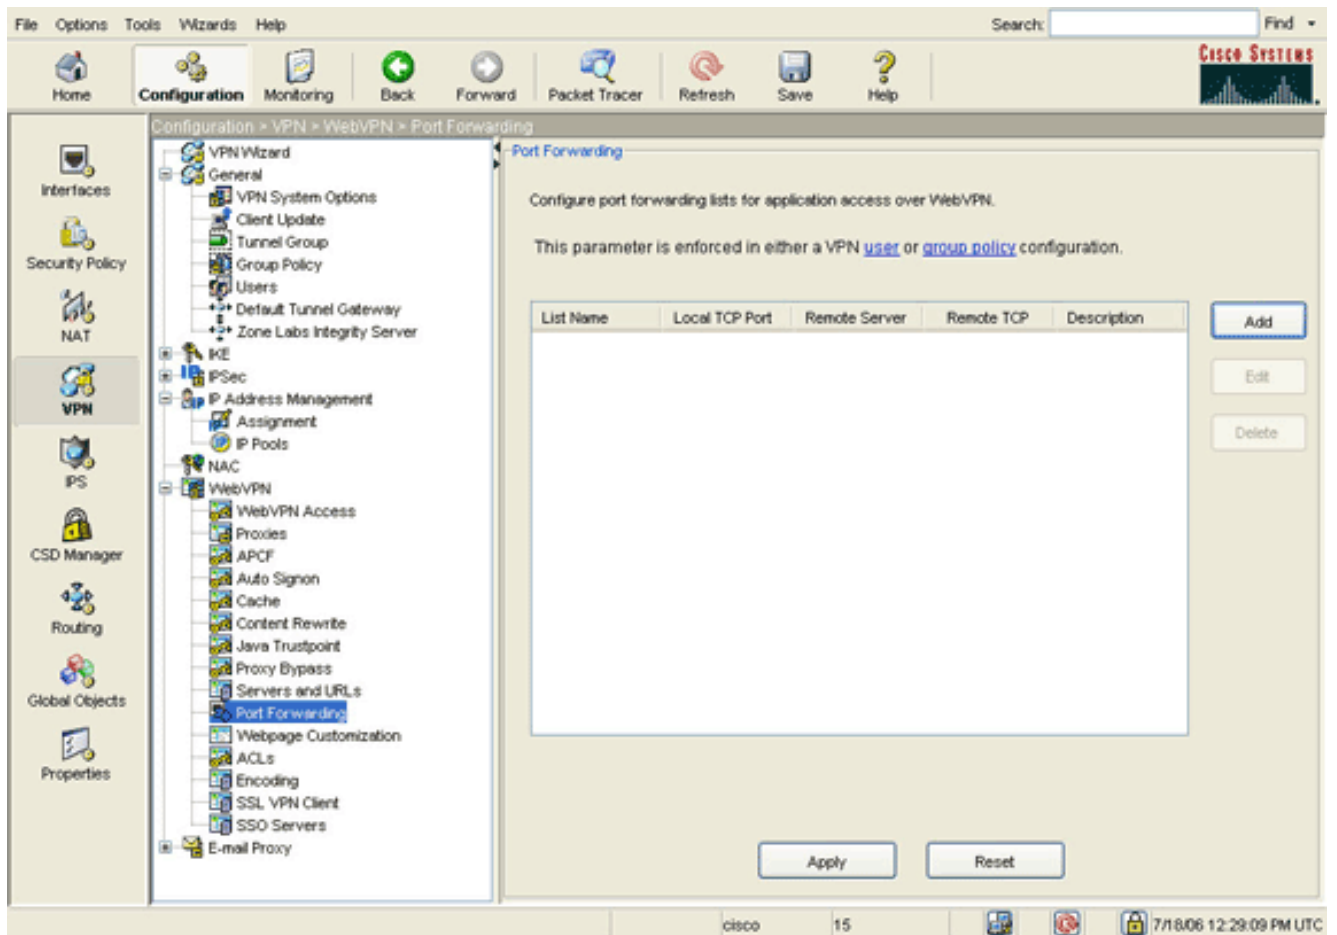 File Options Tools Wizards Help Search: Find
CISCO SYSTEMS
Home Configuration Monitoring Back Forward Packet Tracer Refresh Save Help
Configuration > VPN > WebVPN > Port Forwarding
Interfaces
Security Policy
NAT
VPN
IPS
CSD Manager
Routing
Global Objects
Properties
VPN Wizard
General
VPN System Options
Client Update
Tunnel Group
Group Policy
Users
Default Tunnel Gateway
Zone Labs Integrity Server
IKE
IPSec
IP Address Management
Assignment
IP Pools
NAC
WebVPN
WebVPN Access
Proxies
APCF
Auto Signon
Cache
Content Rewrite
Java Trustpoint
Proxy Bypass
Servers and URLs
Port Forwarding
Webpage Customization
ACLs
Encoding
SSL VPN Client
SSO Servers
E-mail Proxy
Port Forwarding
Configure port forwarding lists for application access over WebVPN.
This parameter is enforced in either a VPN user or group policy configuration.
List Name Local TCP Port Remote Server Remote TCP Description
Add
Edit
Delete
Apply Reset
cisco 15 7/18/06 12:29:09 PM UTC